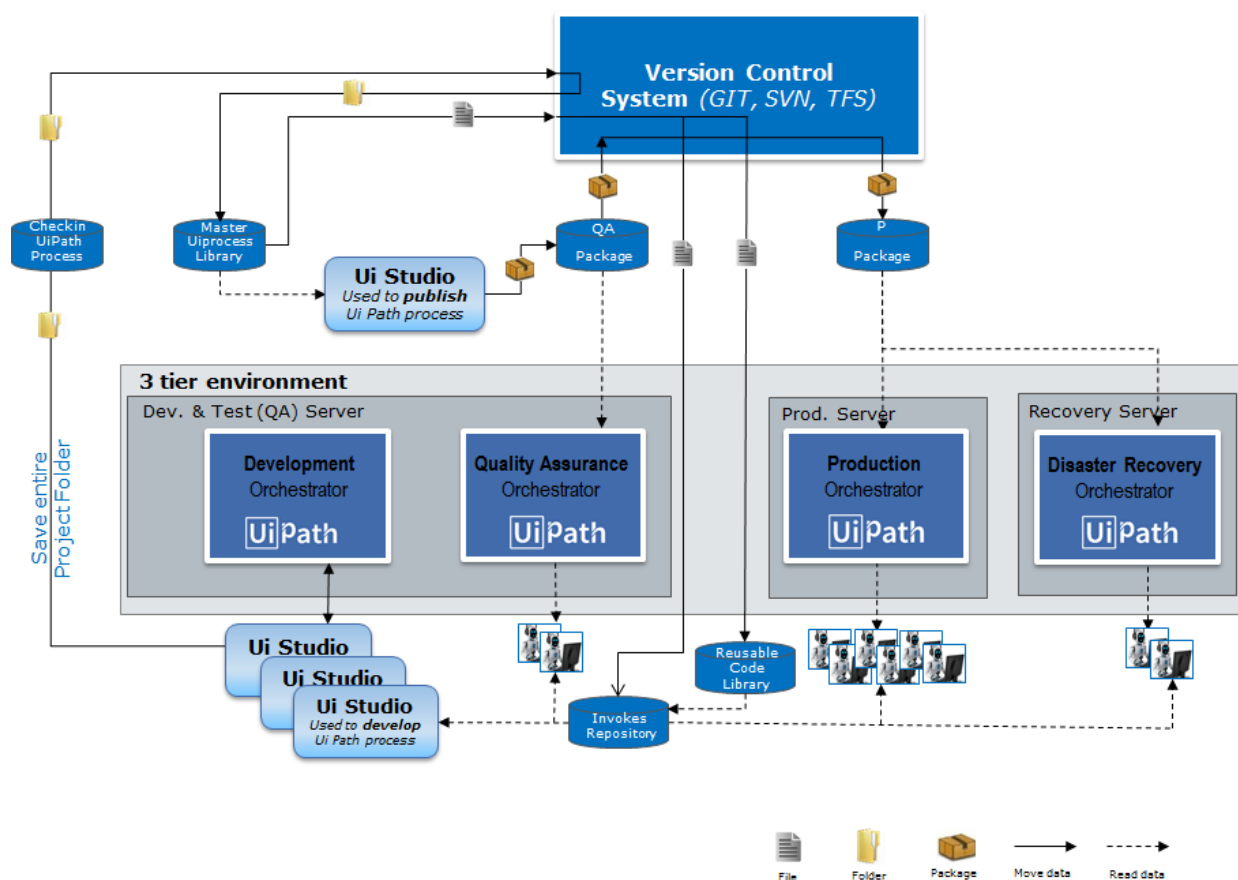 Version Control
System (GIT, SVN, TFS)
Checkin
UiPath
Process
Master
Uiprocess
Library
QA
Package
P
Package
Ui Studio
Used to publish
Ui Path process
3 tier environment
Dev. & Test (QA) Server
Prod. Server
Recovery Server
Development
Orchestrator
UiPath
Quality Assurance
Orchestrator
UiPath
Production
Orchestrator
UiPath
Disaster Recovery
Orchestrator
UiPath
Save entire
Project Folder
Ui Studio
Ui Studio
Ui Studio
Used to develop
Ui Path process
Reusable
Code
Library
Invokes
Repository
File
Folder
Package
Move data
Read data